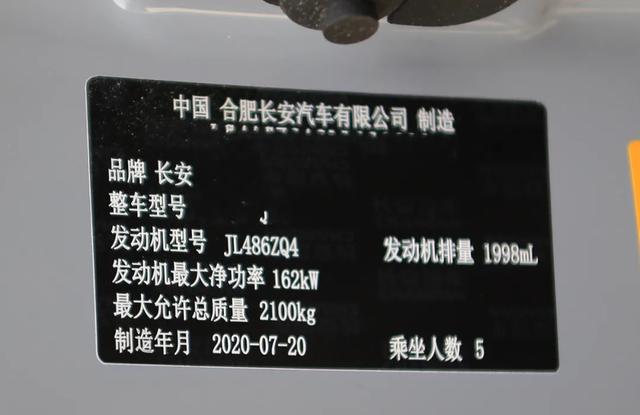 中国 合肥长安汽车有限公司 制造
品牌 长安
整车型号
发动机型号 JL486ZQ4 发动机排量 1998mL
发动机最大净功率 162kW
最大允许总质量 2100kg
制造年月 2020-07-20 乘坐人数 5